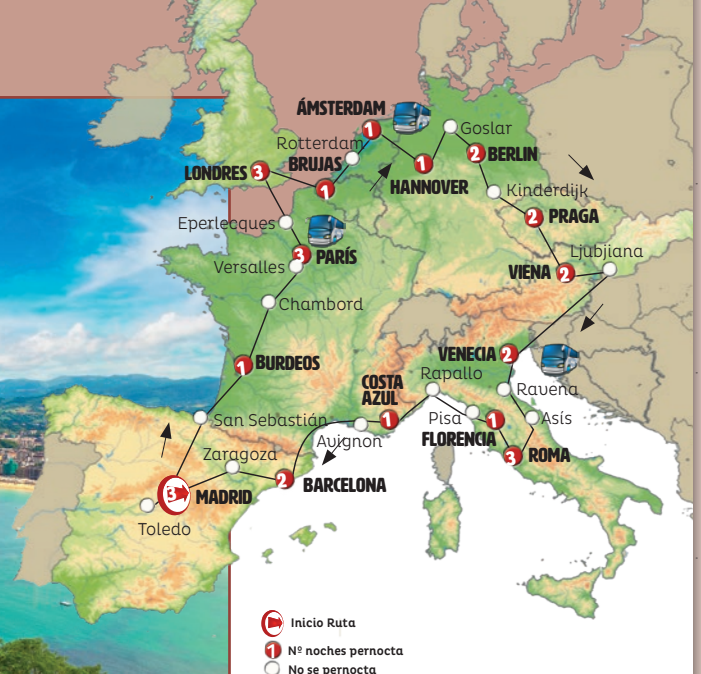 ÁMSTERDAM
1
Goslar
Rotterdam
2 BERLIN
BRUJAS
LONDRES 3
1
HANNOVER
1
Kinderdijk
Eperlecques
2 PRAGA
3 PARÍS
Ljubjiana
Versalles
VIENA 2
Chambord
VENECIA 2
1 BURDEOS
COSTA
AZUL
1
Rapallo
Ravena
San Sebastián
Pisa
1
Asís
Avignon
FLORENCIA
Zaragoza
3 ROMA
2 BARCELONA
3 MADRID
Toledo
Inicio Ruta
1 Nº noches pernocta
No se pernocta